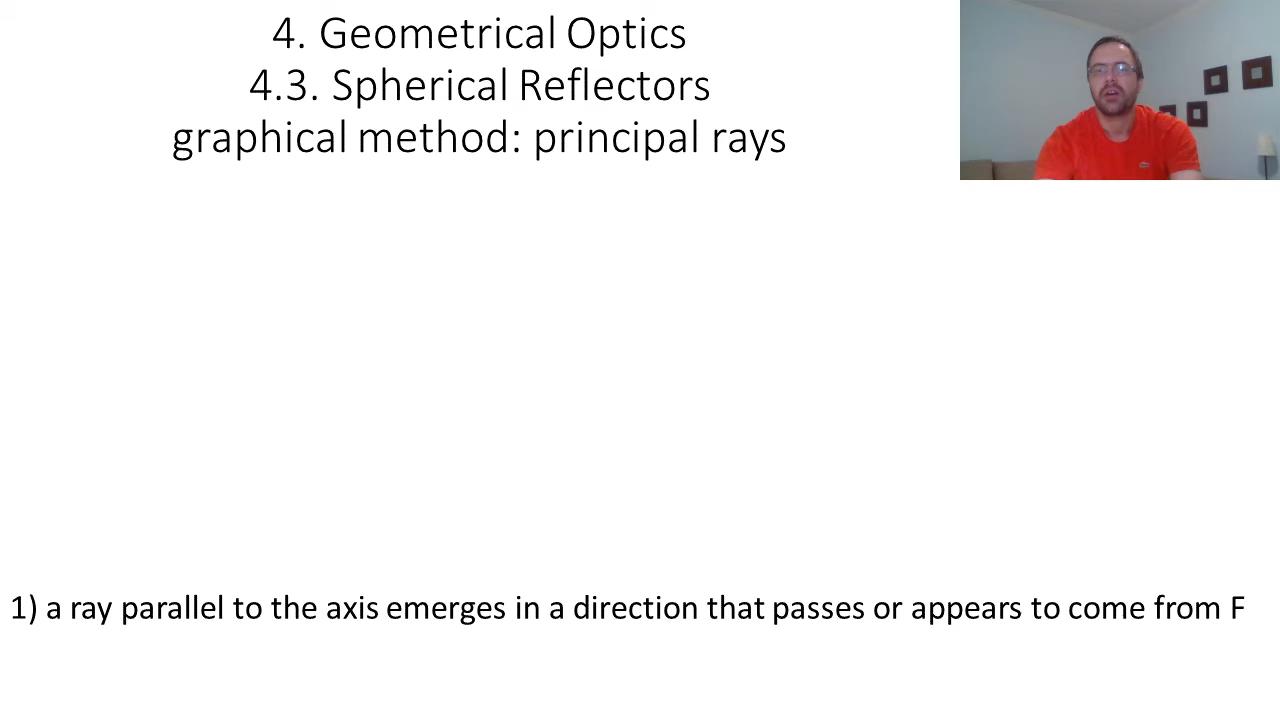 4. Geometrical Optics
4.3. Spherical Reflectors
graphical method: principal rays
1) a ray parallel to the axis emerges in a direction that passes or appears to come from F